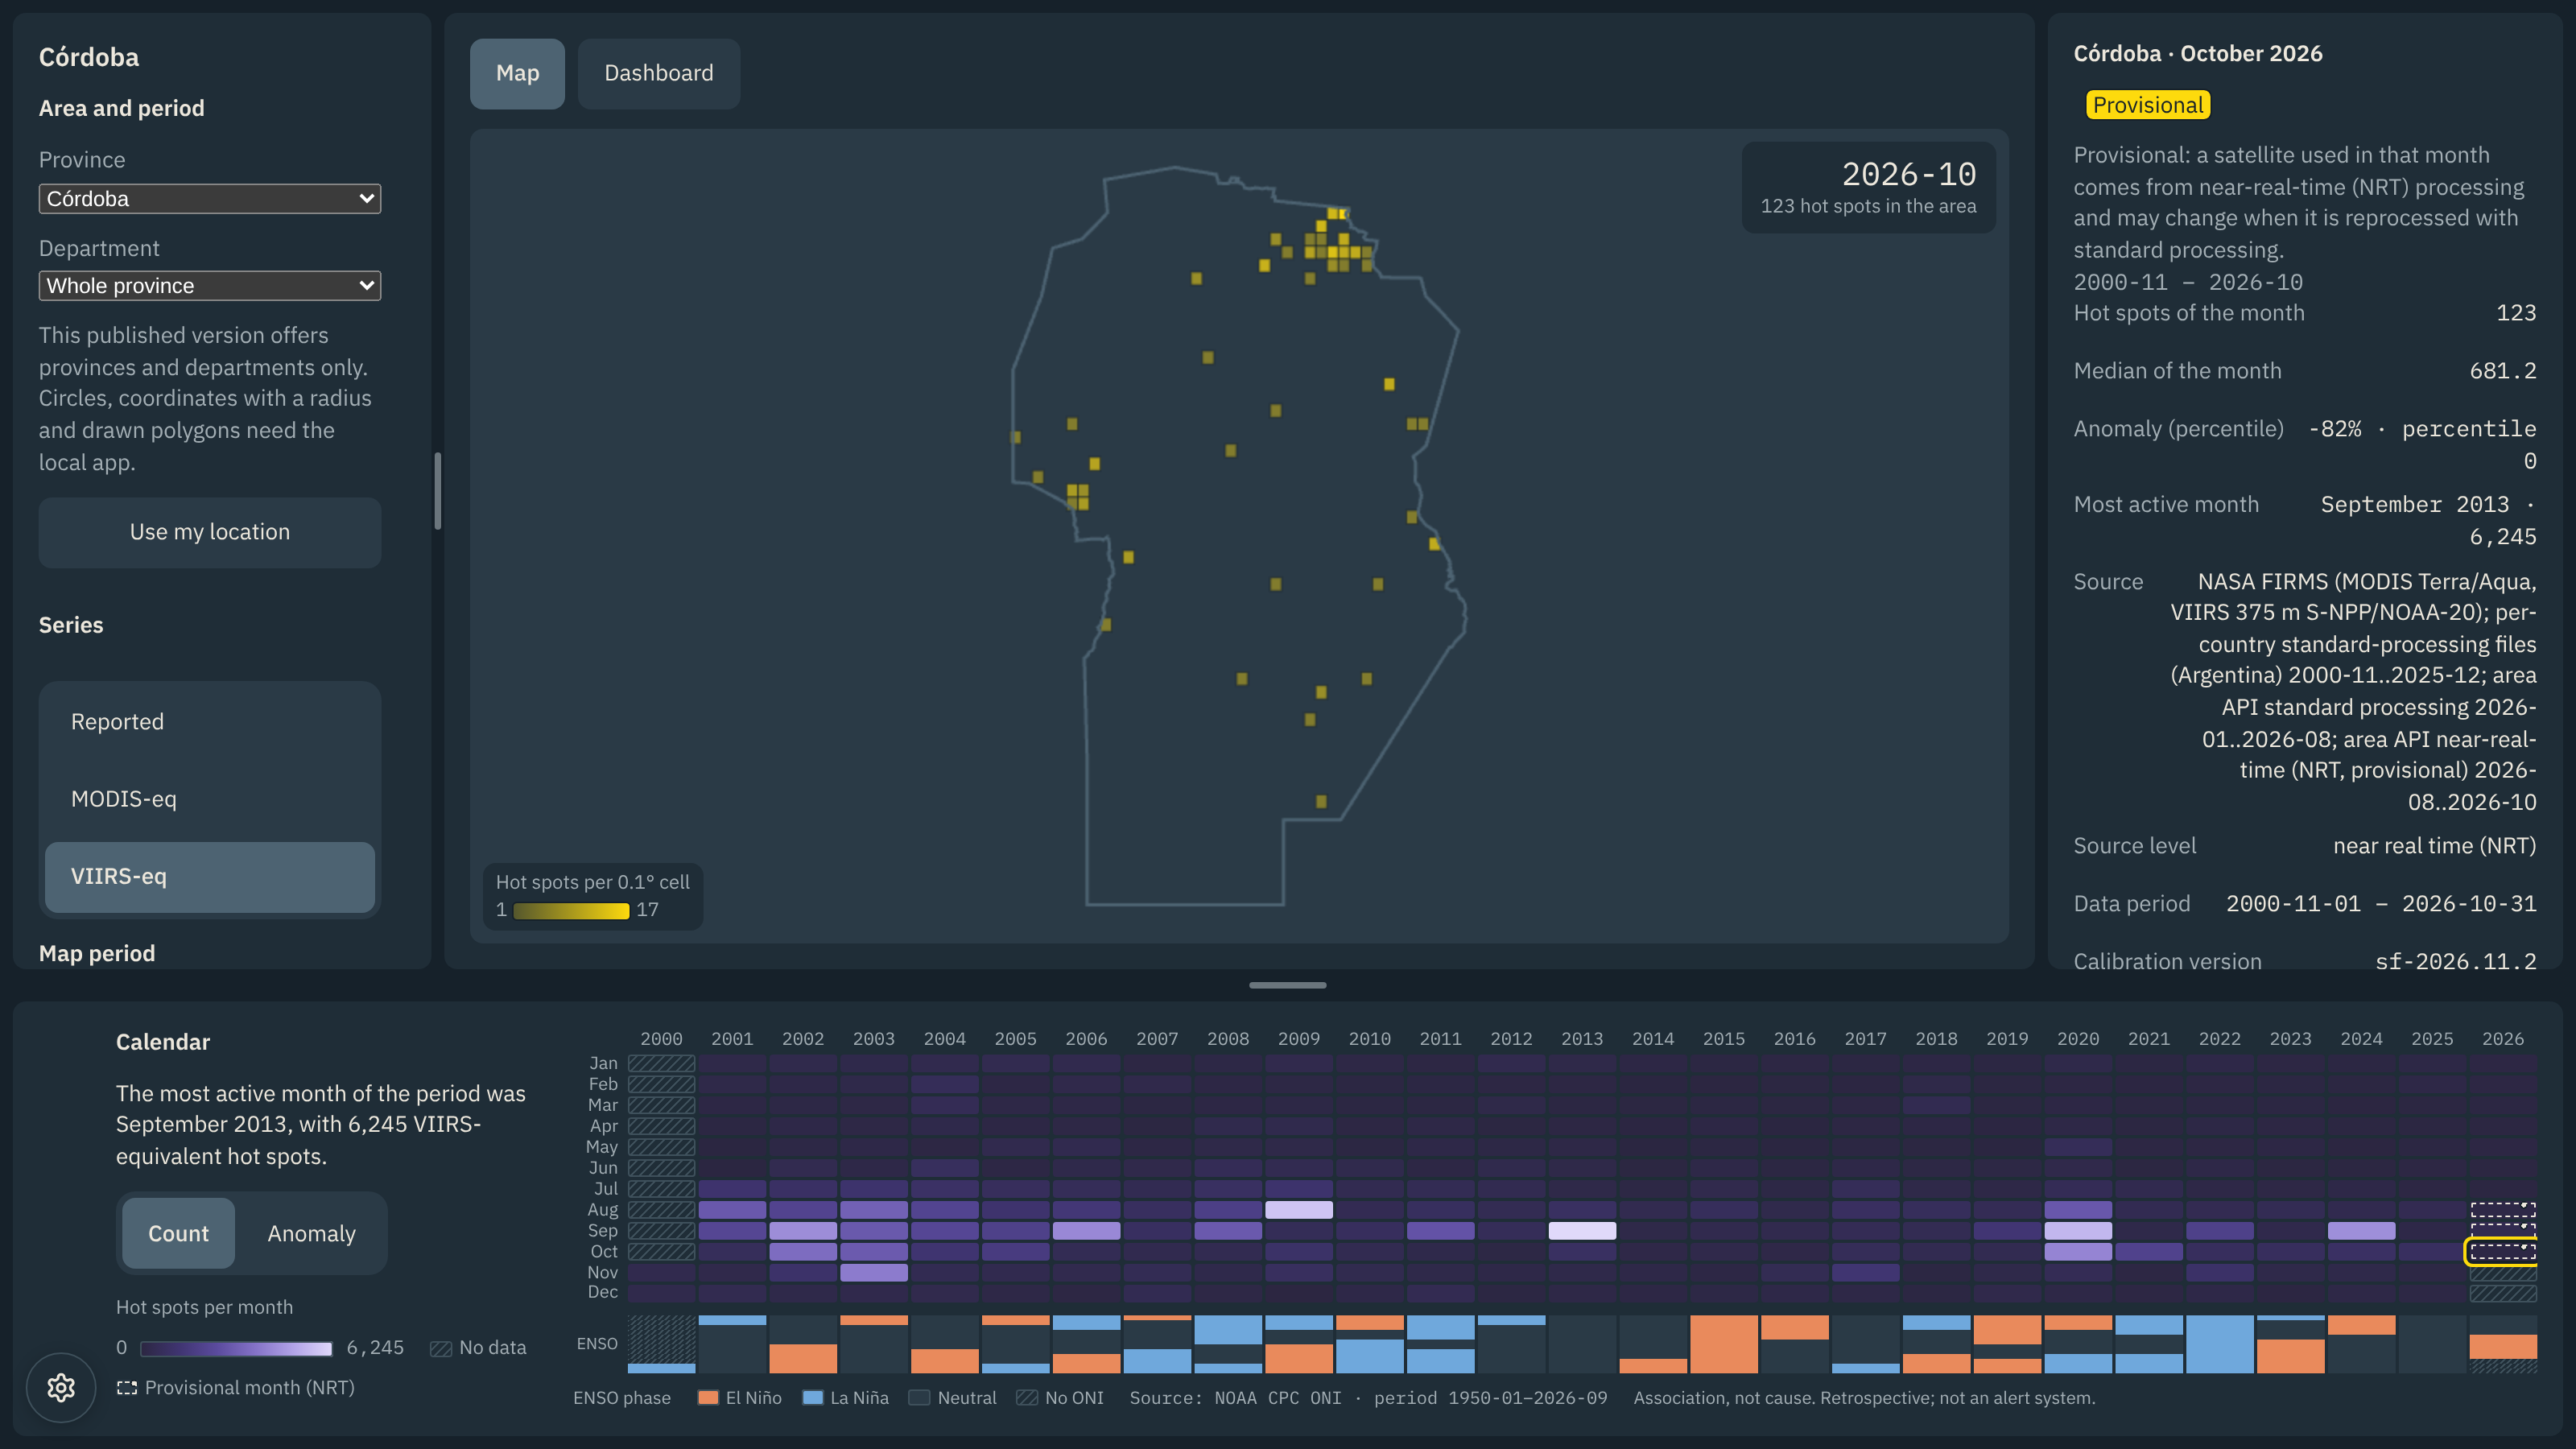 Córdoba
Area and period
Province
Córdoba
Department
Whole province
This published version offers
provinces and departments only.
Circles, coordinates with a radius
and drawn polygons need the
local app.
Use my location
Series
Reported
MODIS-eq
VIIRS-eq
Map period
Map
Dashboard
2026-10
123 hot spots in the area
Hot spots per 0.1° cell
1
17
Córdoba · October 2026
Provisional
Provisional: a satellite used in that month
comes from near-real-time (NRT) processing
and may change when it is reprocessed with
standard processing.
2000-11 – 2026-10
Hot spots of the month 123
Median of the month 681.2
Anomaly (percentile) -82% · percentile
0
Most active month September 2013 ·
6,245
Source NASA FIRMS (MODIS Terra/Aqua,
VIIRS 375 m S-NPP/NOAA-20); per-
country standard-processing files
(Argentina) 2000-11..2025-12; area
API standard processing 2026-
01..2026-08; area API near-real-
time (NRT, provisional) 2026-
08..2026-10
Source level near real time (NRT)
Data period 2000-11-01 – 2026-10-31
Calibration version sf-2026.11.2
Calendar
The most active month of the period was
September 2013, with 6,245 VIIRS-
equivalent hot spots.
Count
Anomaly
Hot spots per month
0
6,245
No data
Provisional month (NRT)
2000 2001 2002 2003 2004 2005 2006 2007 2008 2009 2010 2011 2012 2013 2014 2015 2016 2017 2018 2019 2020 2021 2022 2023 2024 2025 2026
Jan
Feb
Mar
Apr
May
Jun
Jul
Aug
Sep
Oct
Nov
Dec
ENSO
ENSO phase El Niño La Niña Neutral No ONI Source: NOAA CPC ONI · period 1950-01–2026-09 Association, not cause. Retrospective; not an alert system.